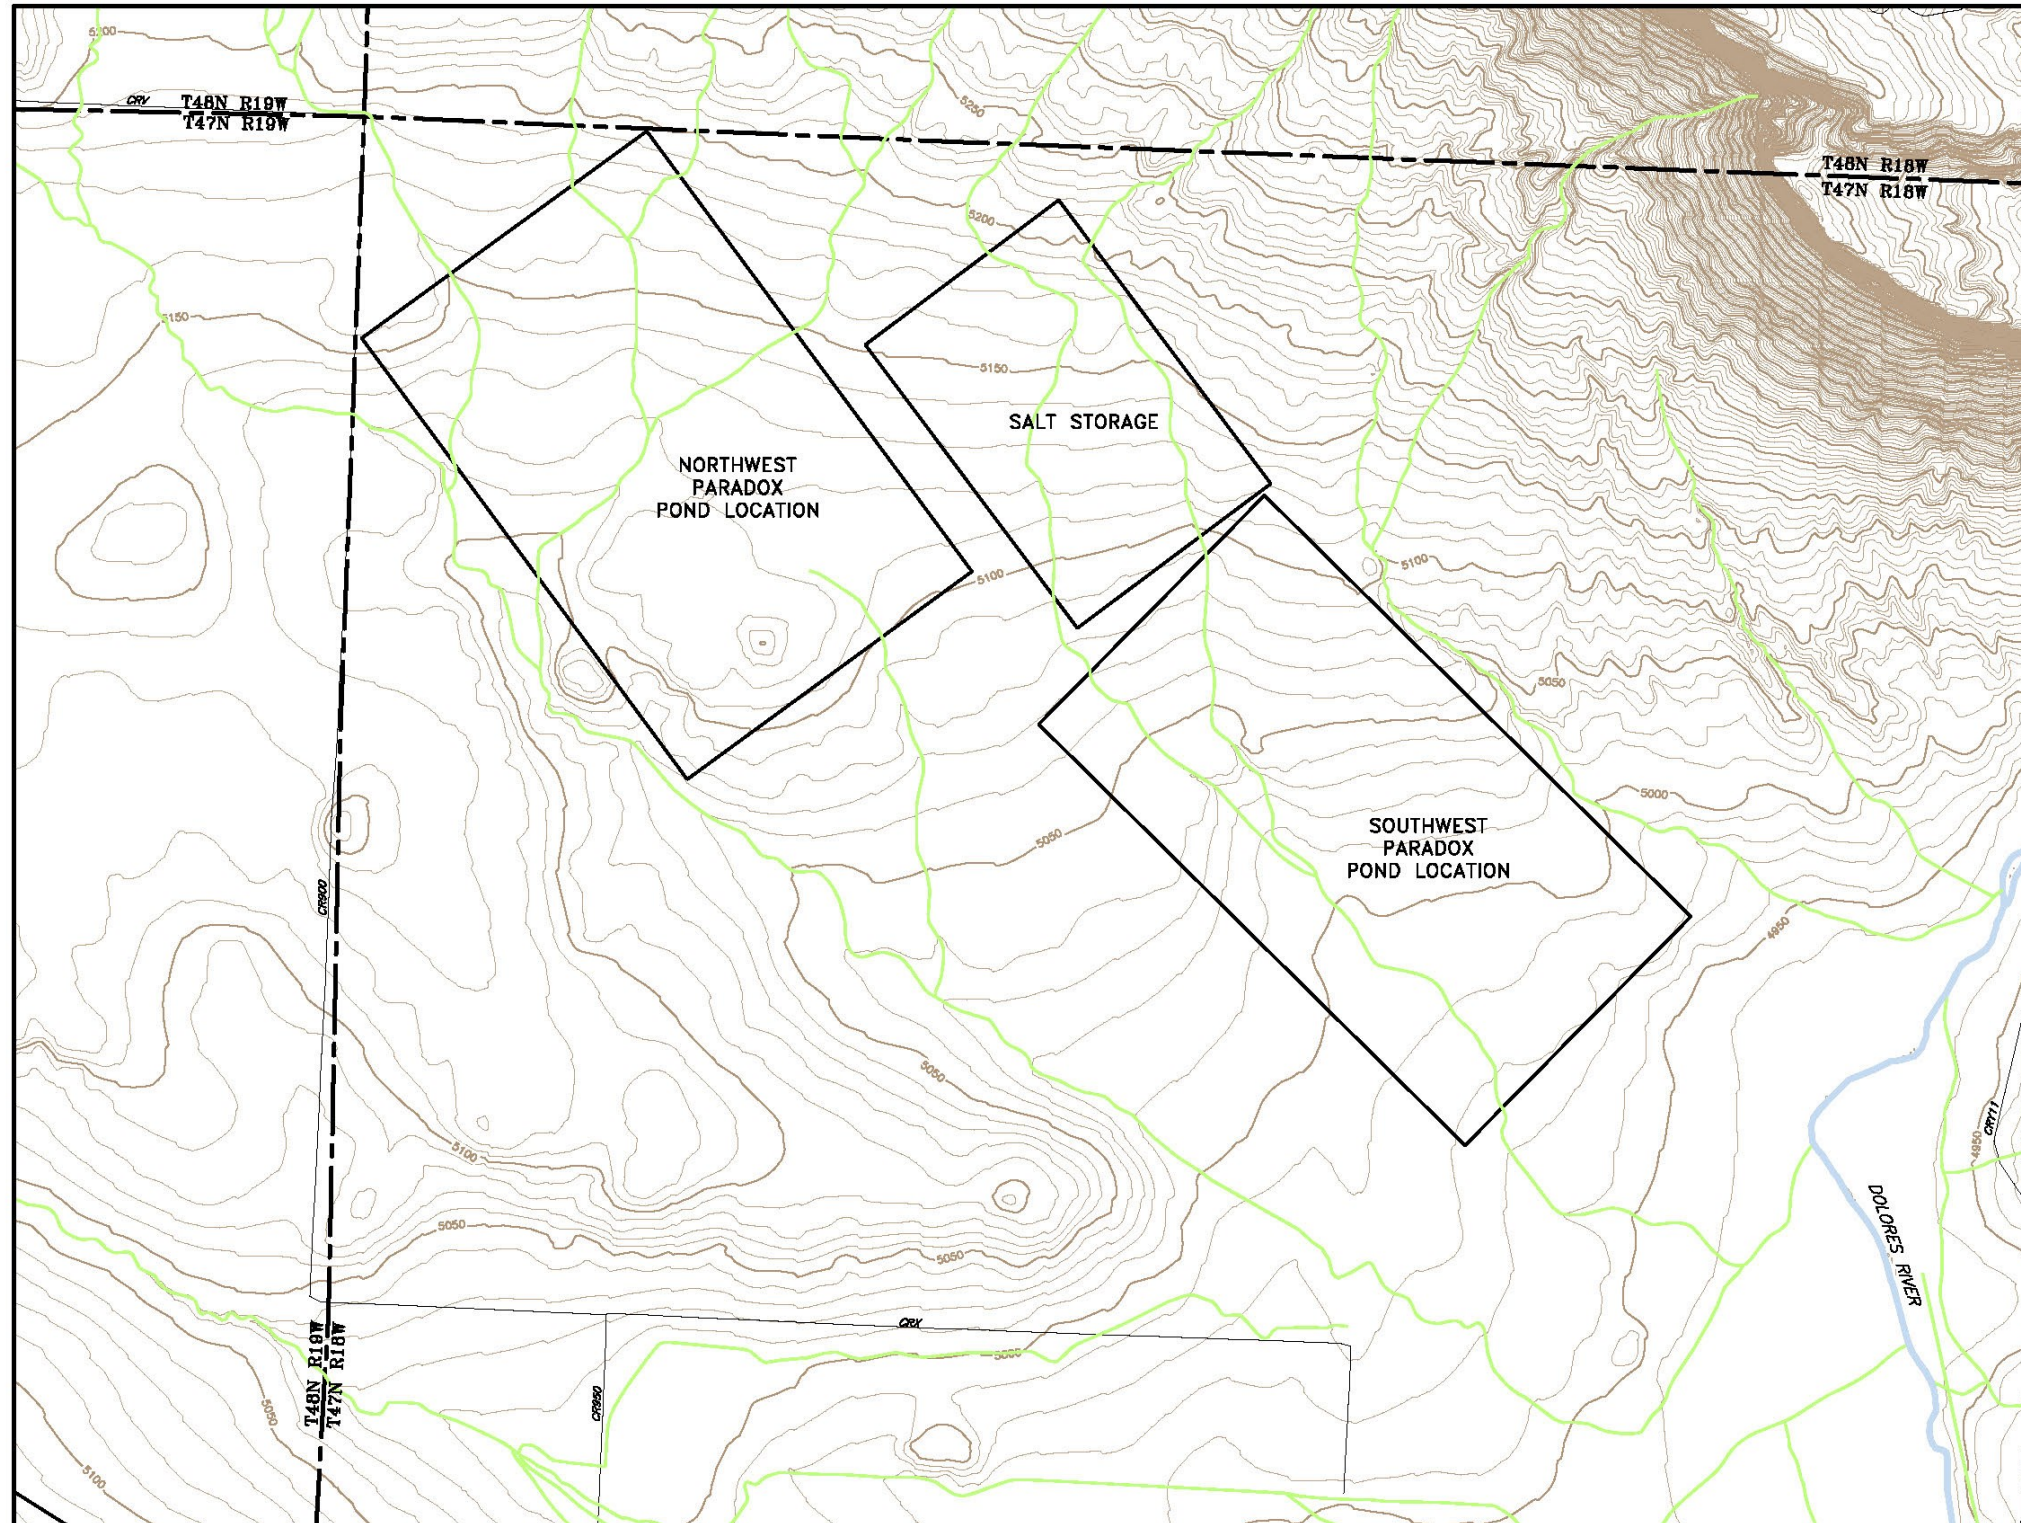 5200
CRV
T48N R19W
T47N R19W
5250
T48N R18W
T47N R18W
5200
5150
5150
SALT STORAGE
NORTHWEST
PARADOX
POND LOCATION
5100
5100
5050
5000
SOUTHWEST
PARADOX
POND LOCATION
5050
CR900
4950
5050
CRY11
4950
5100
DOLORES RIVER
5050
5050
CRX
5000
T48N R19W
T47N R18W
CR950
5050
5100